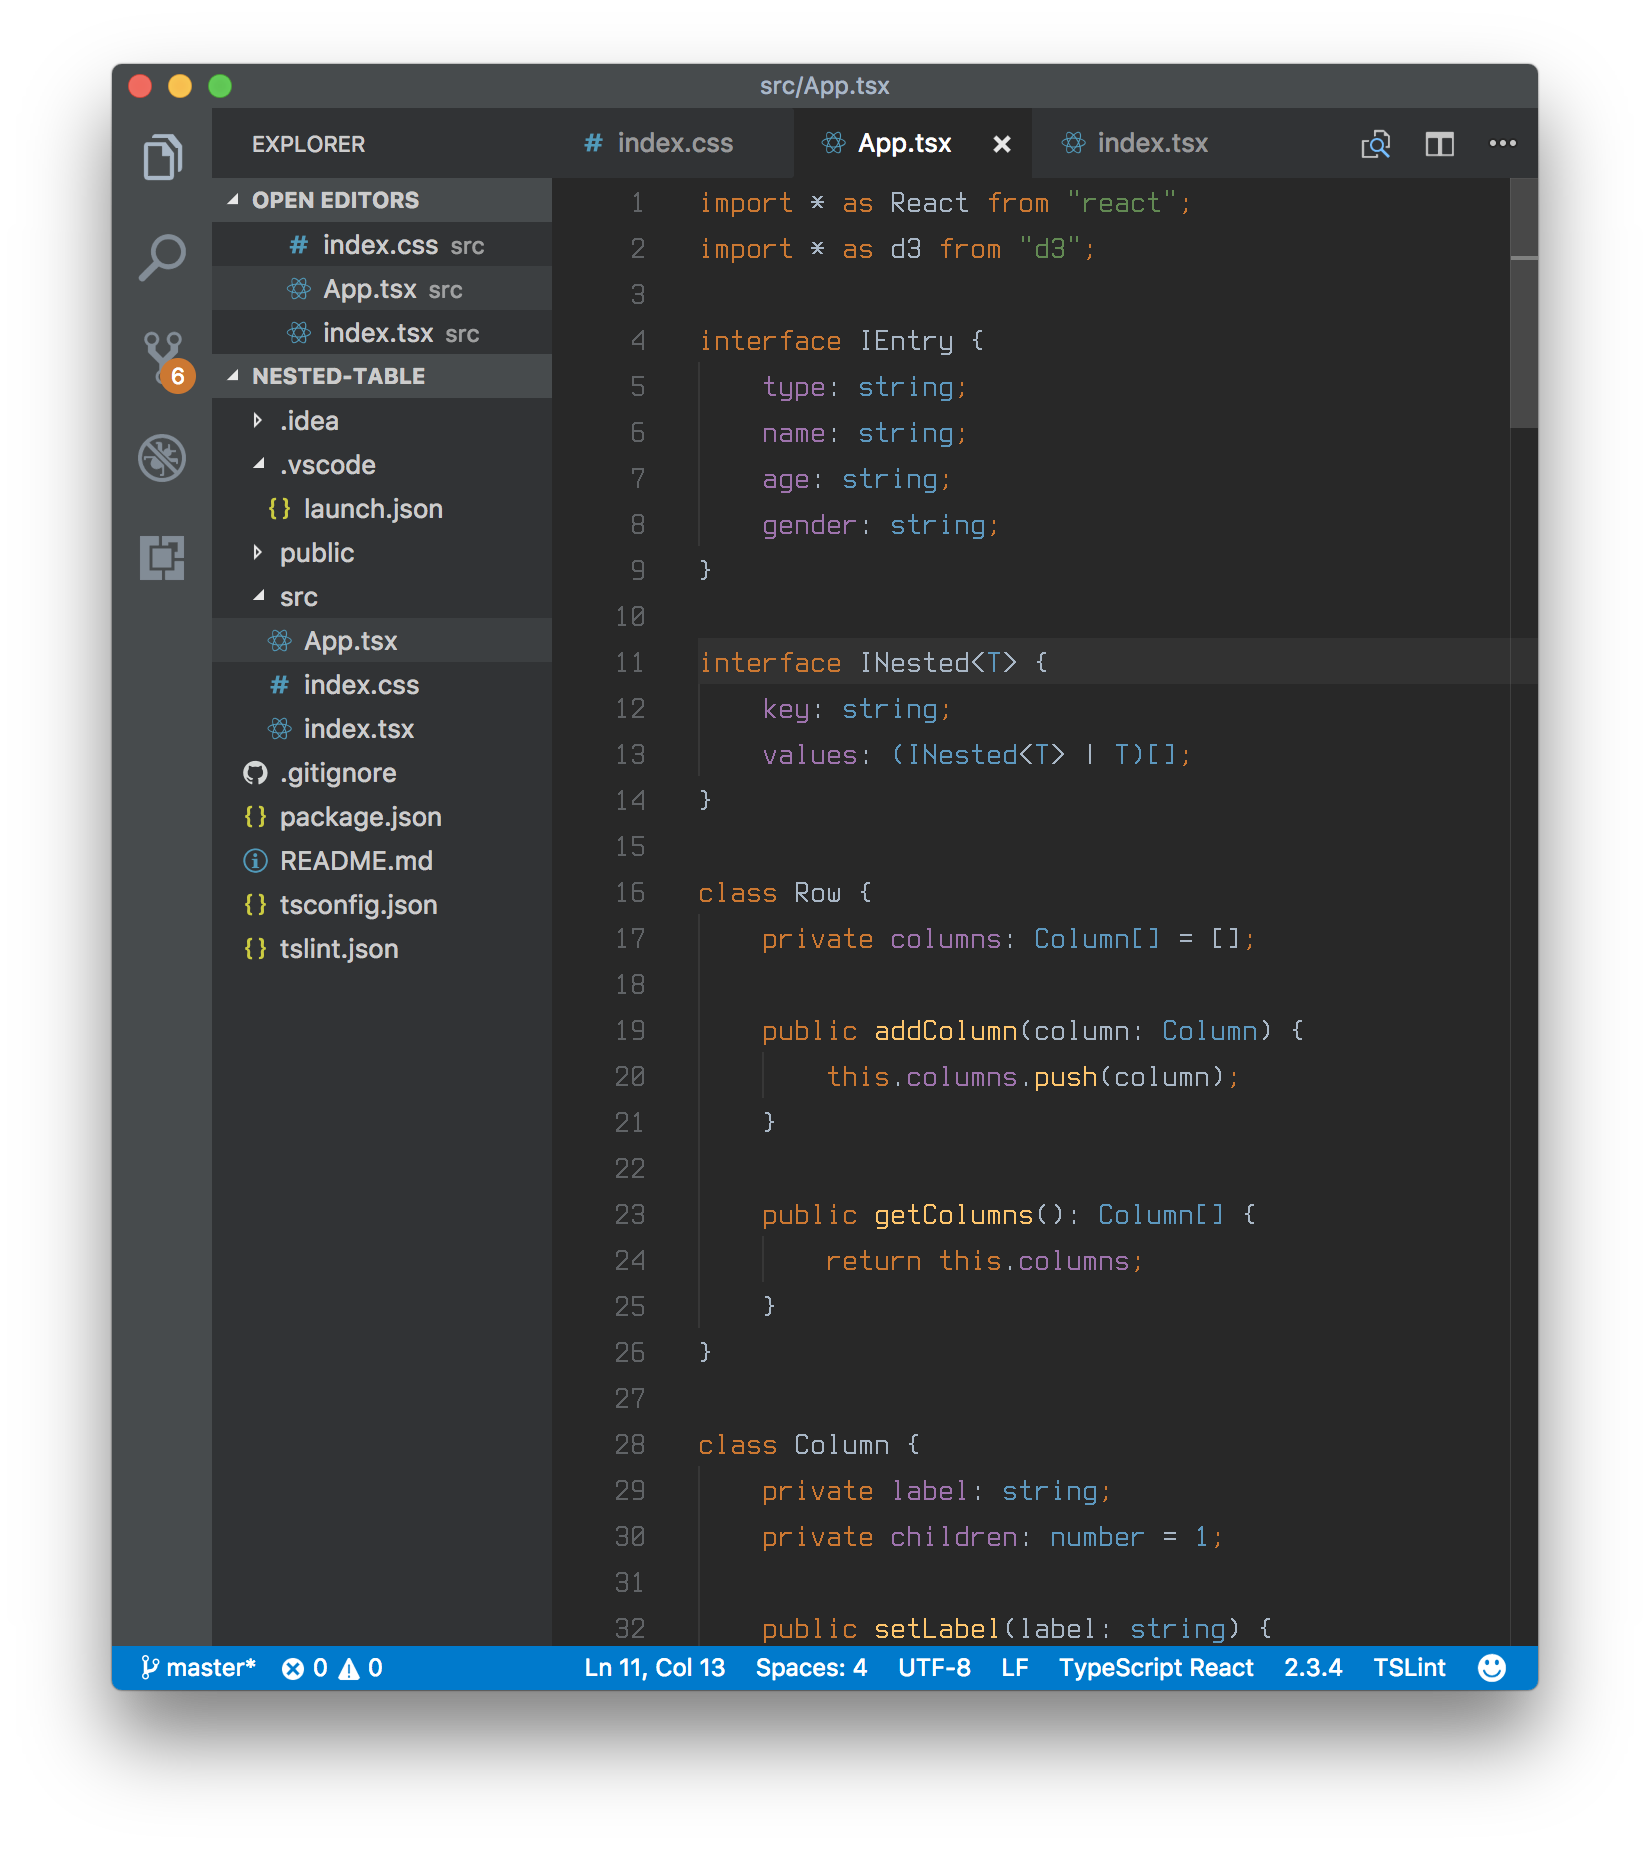 src/App.tsx
EXPLORER
# index.css
App.tsx
index.tsx
OPEN EDITORS
# index.css src
App.tsx src
index.tsx src
NESTED-TABLE
.idea
.vscode
{} launch.json
public
src
App.tsx
# index.css
index.tsx
.gitignore
{} package.json
README.md
{} tsconfig.json
{} tslint.json
6
1 import * as React from "react";
2 import * as d3 from "d3";
3
4 interface IEntry {
5     type: string;
6     name: string;
7     age: string;
8     gender: string;
9 }
10
11 interface INested<T> {
12     key: string;
13     values: (INested<T> | T)[];
14 }
15
16 class Row {
17     private columns: Column[] = [];
18
19     public addColumn(column: Column) {
20         this.columns.push(column);
21     }
22
23     public getColumns(): Column[] {
24         return this.columns;
25     }
26 }
27
28 class Column {
29     private label: string;
30     private children: number = 1;
31
32     public setLabel(label: string) {
master* 0 0 Ln 11, Col 13 Spaces: 4 UTF-8 LF TypeScript React 2.3.4 TSLint